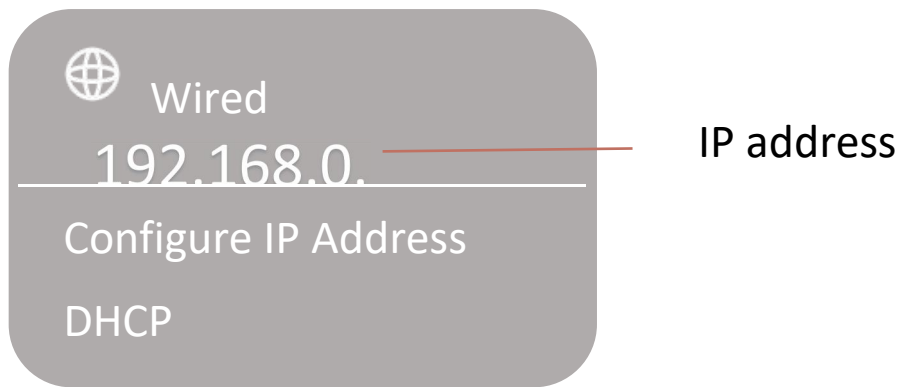 Wired
192.168.0.
IP address
Configure IP Address
DHCP